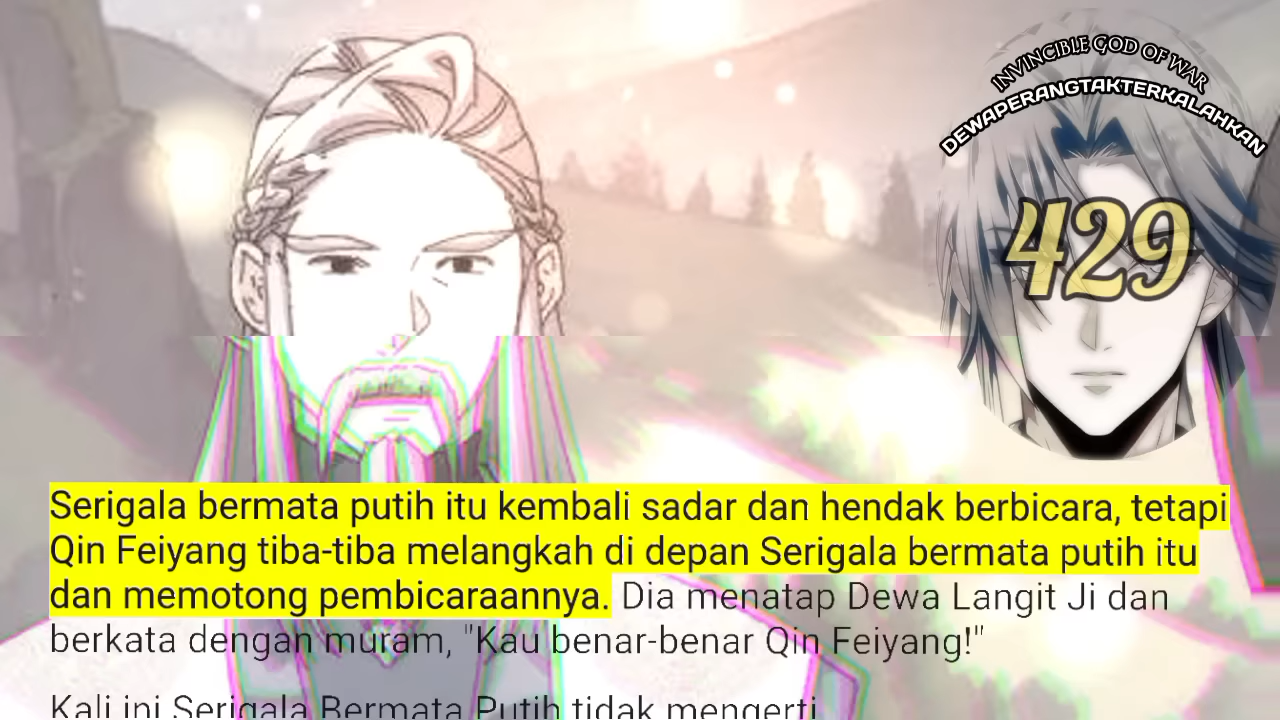 INVINCIBLE GOD OF WAR
DEWAPERANGTAKTERKALAHKAN
429
Serigala bermata putih itu kembali sadar dan hendak berbicara, tetapi
Qin Feiyang tiba-tiba melangkah di depan Serigala bermata putih itu
dan memotong pembicaraannya. Dia menatap Dewa Langit Ji dan
berkata dengan muram, "Kau benar-benar Qin Feiyang!"
Kali ini Serigala Bermata Putih tidak mengerti